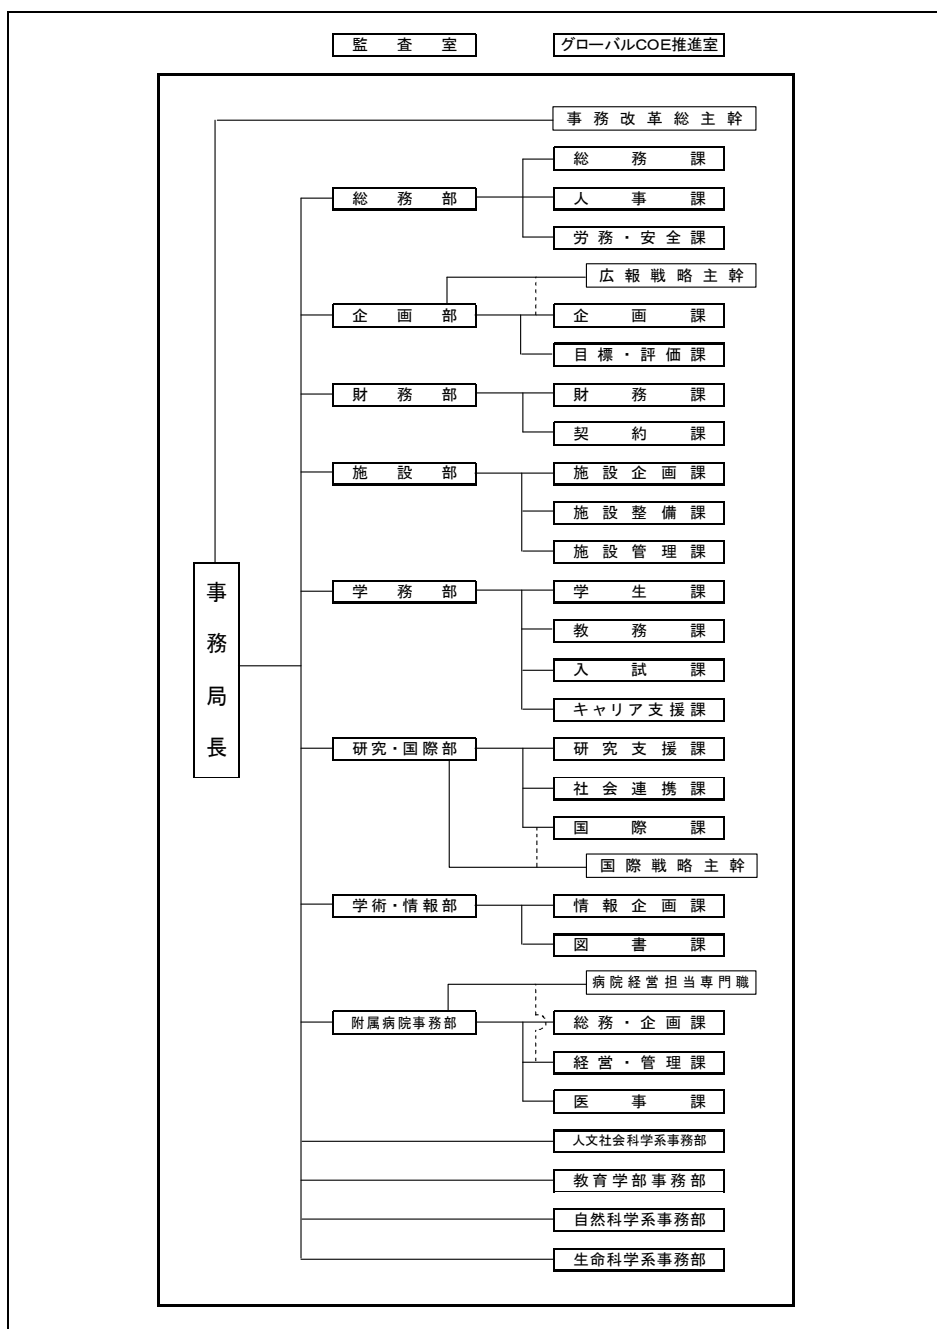 監査室 グローバルCOE推進室
事務改革総主幹
総務課
総務部 人事課
労務・安全課
広報戦略主幹
企画部 企画課
目標・評価課
財務部 財務課
契約課
施設部 施設企画課
施設整備課
施設管理課
事務局長
学務部 学生課
教務課
入試課
キャリア支援課
研究・国際部 研究支援課
社会連携課
国際課
国際戦略主幹
学術・情報部 情報企画課
図書課
病院経営担当専門職
附属病院事務部 総務・企画課
経営・管理課
医事課
人文社会科学系事務部
教育学部事務部
自然科学系事務部
生命科学系事務部